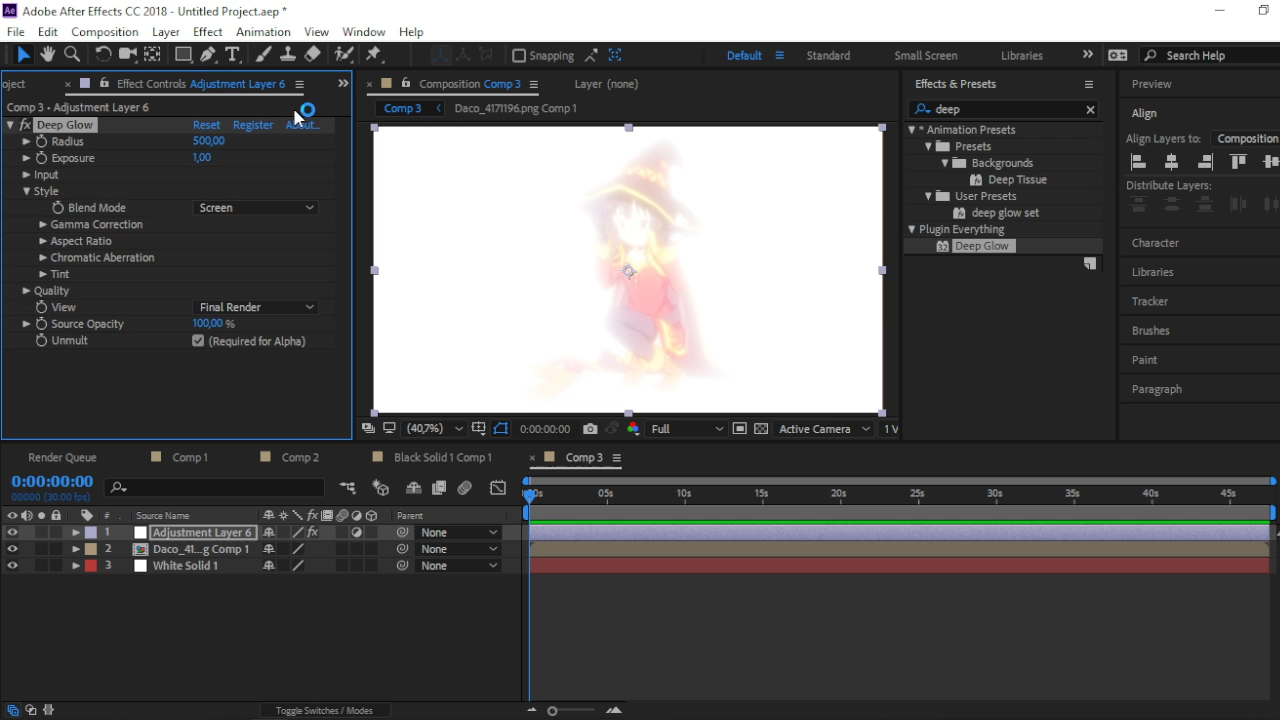 Ae Adobe After Effects CC 2018 - Untitled Project.aep *
File Edit Composition Layer Effect Animation View Window Help
Snapping Default Standard Small Screen Libraries Search Help
oject Effect Controls Adjustment Layer 6
Comp 3 • Adjustment Layer 6
fx Deep Glow Reset Register About...
Radius 500,00
Exposure 1,00
Input
Style
Blend Mode Screen
Gamma Correction
Aspect Ratio
Chromatic Aberration
Tint
Quality
View Final Render
Source Opacity 100,00 %
Unmult (Required for Alpha)
Composition Comp 3 Layer (none)
Comp 3 Daco_4171196.png Comp 1
(40,7%) 0:00:00:00 Full Active Camera 1 V
Effects & Presets
deep
* Animation Presets
Presets
Backgrounds
Deep Tissue
User Presets
deep glow set
Plugin Everything
32 Deep Glow
Preview
Align
Align Layers to: Composition
Distribute Layers:
Character
Libraries
Tracker
Brushes
Paint
Paragraph
Render Queue Comp 1 Comp 2 Black Solid 1 Comp 1 Comp 3
0:00:00:00
00000 (30.00 fps)
05s 10s 15s 20s 25s 30s 35s 40s 45s
# Source Name fx Parent
1 Adjustment Layer 6 fx None
2 Daco_41...g Comp 1 None
3 White Solid 1 None
Toggle Switches / Modes